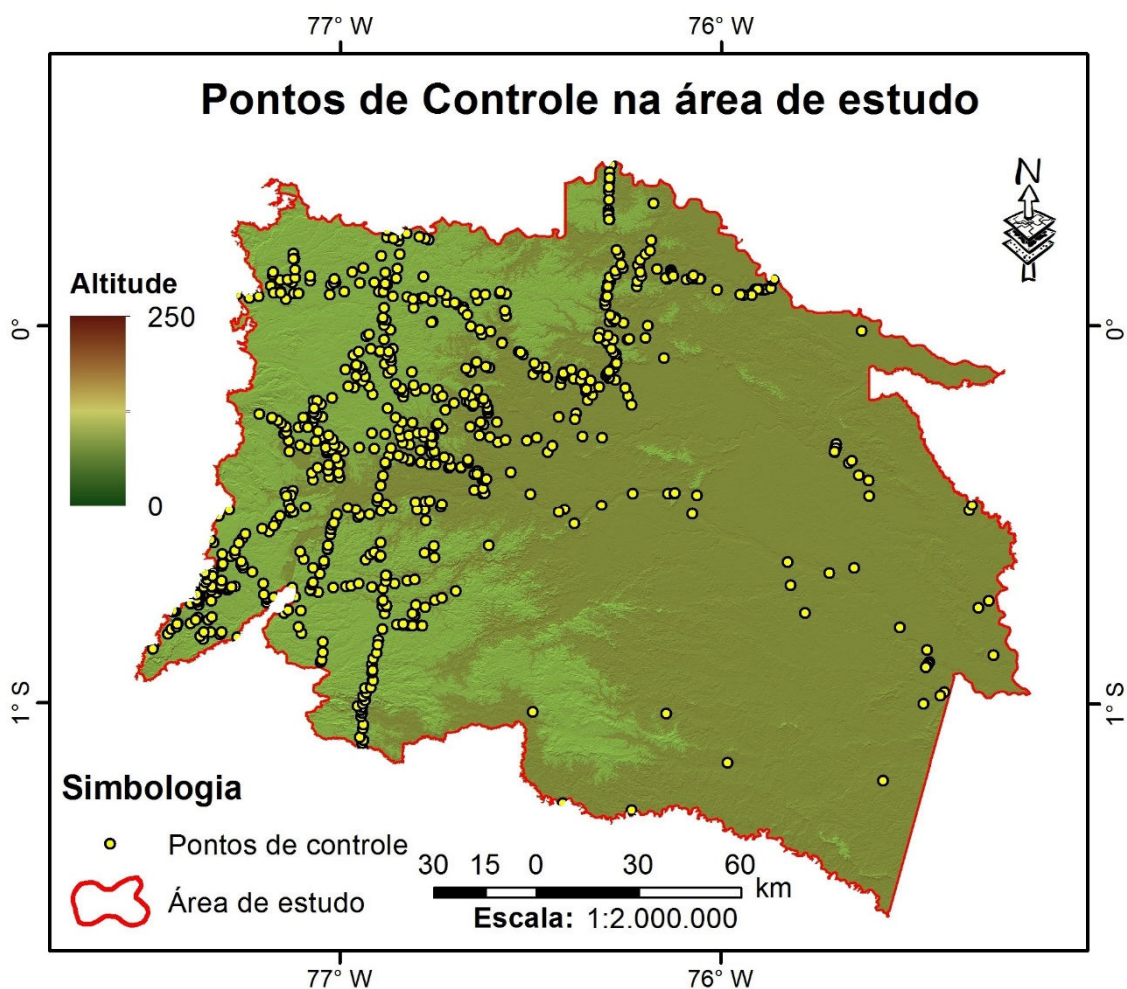 77° W 76° W
Pontos de Controle na área de estudo
N
Altitude
250
0
0° 0°
1° S 1° S
Simbologia
Pontos de controle
Área de estudo
30 15 0 30 60
km
Escala: 1:2.000.000
77° W 76° W